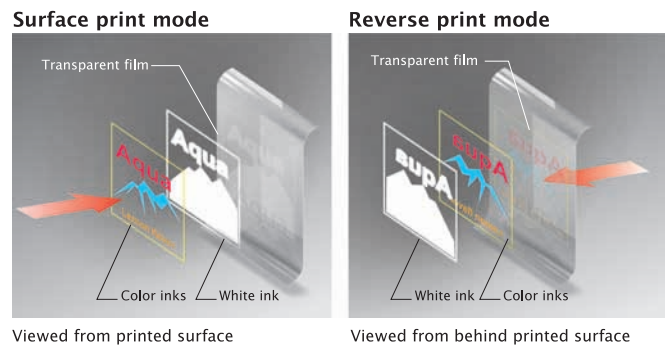 Surface print mode
Transparent film
Aqua
Aqua
Color inks
White ink
Viewed from printed surface
Reverse print mode
Transparent film
Aqua
Aqua
Aqua
White ink
Color inks
Viewed from behind printed surface